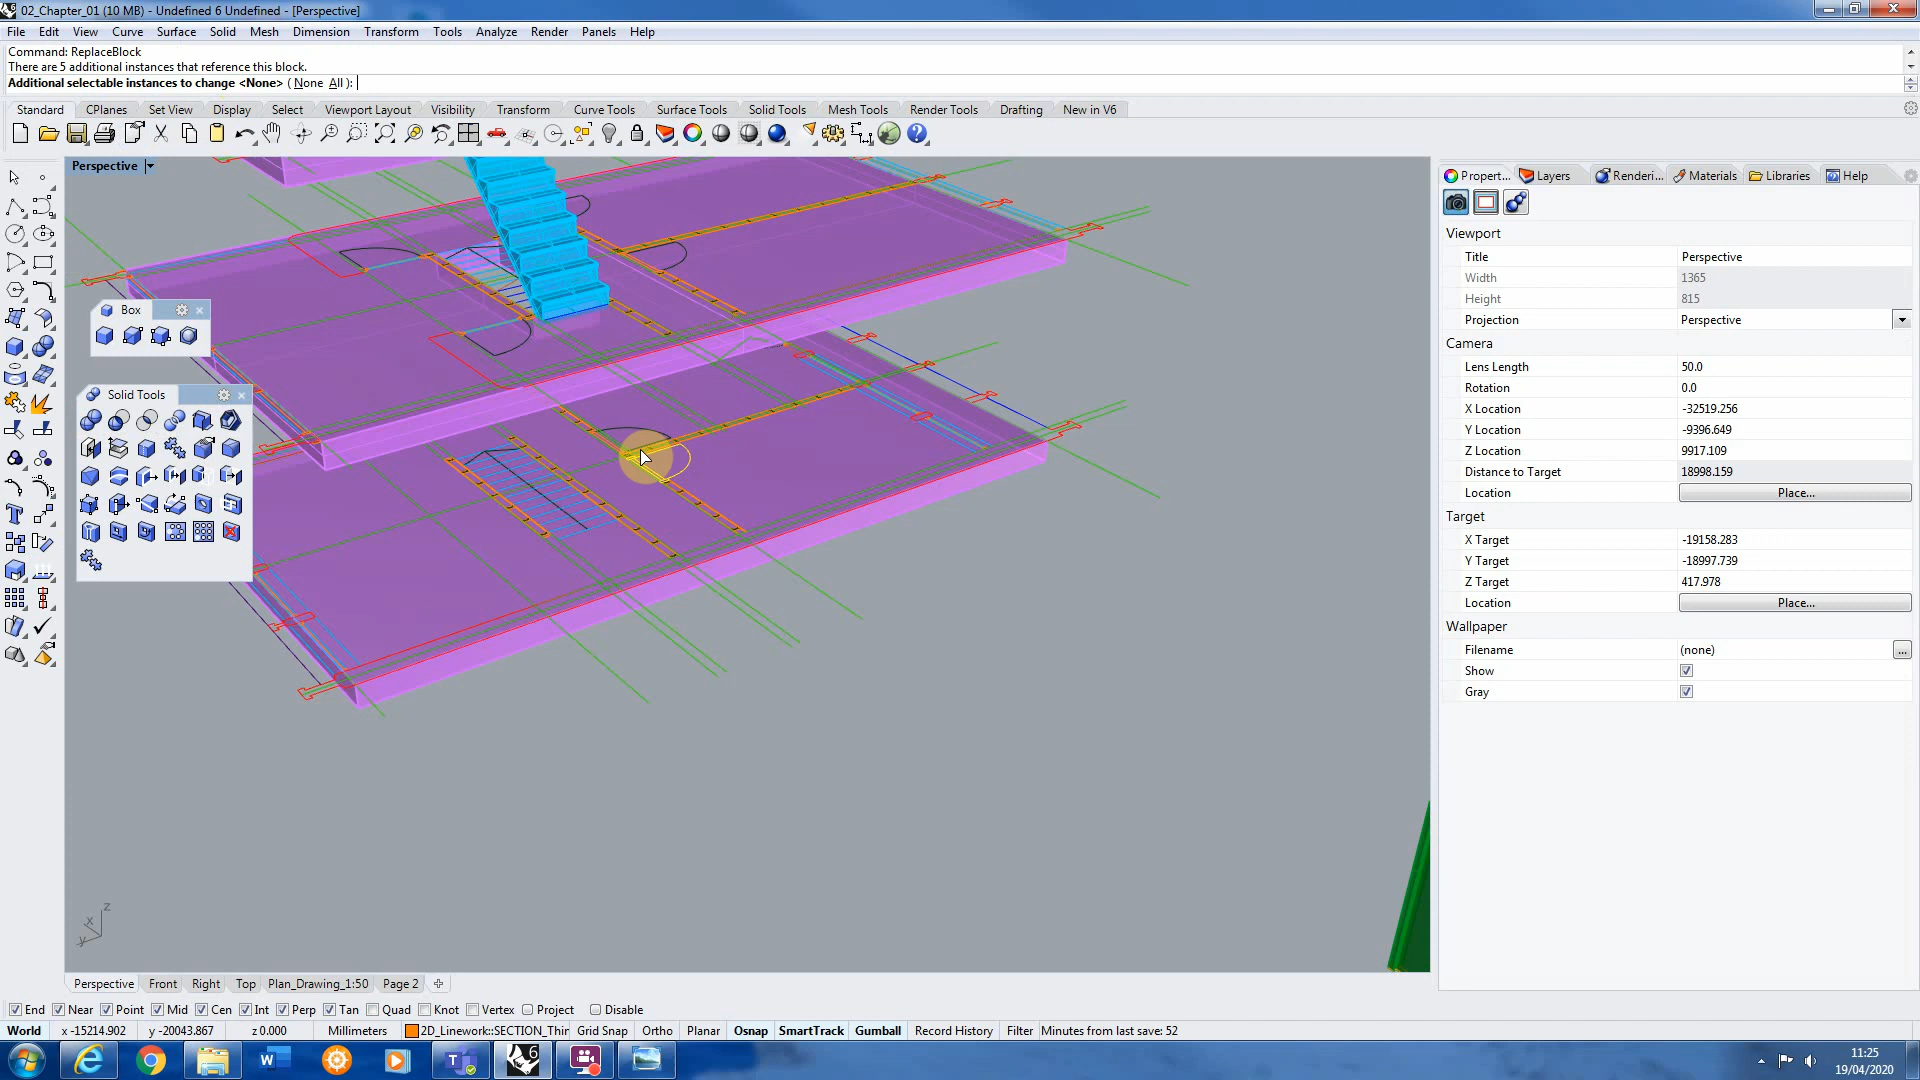 02_Chapter_01 (10 MB) - Undefined 6 Undefined - [Perspective]
File Edit View Curve Surface Solid Mesh Dimension Transform Tools Analyze Render Panels Help
Command: ReplaceBlock
There are 5 additional instances that reference this block.
Additional selectable instances to change <None> ( None All ):
Standard CPlanes Set View Display Select Viewport Layout Visibility Transform Curve Tools Surface Tools Solid Tools Mesh Tools Render Tools Drafting New in V6
Perspective
Box
Solid Tools
z
x
y
Propert... Layers Renderi... Materials Libraries Help
Viewport
Title Perspective
Width 1365
Height 815
Projection Perspective
Camera
Lens Length 50.0
Rotation 0.0
X Location -32519.256
Y Location -9396.649
Z Location 9917.109
Distance to Target 18998.159
Location Place...
Target
X Target -19158.283
Y Target -18997.739
Z Target 417.978
Location Place...
Wallpaper
Filename (none) ...
Show
Gray
Perspective Front Right Top Plan_Drawing_1:50 Page 2
End Near Point Mid Cen Int Perp Tan Quad Knot Vertex Project Disable
World x -15214.902 y -20043.867 z 0.000 Millimeters 2D_Linework::SECTION_Thir Grid Snap Ortho Planar Osnap SmartTrack Gumball Record History Filter Minutes from last save: 52
11:25
19/04/2020